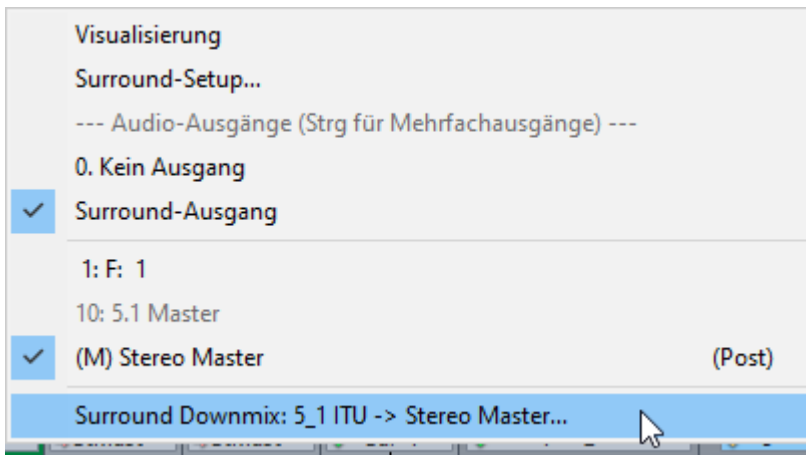 Visualisierung
Surround-Setup...
--- Audio-Ausgänge (Strg für Mehrfachausgänge) ---
0. Kein Ausgang
Surround-Ausgang
1: F: 1
10: 5.1 Master
(M) Stereo Master (Post)
Surround Downmix: 5_1 ITU -> Stereo Master...